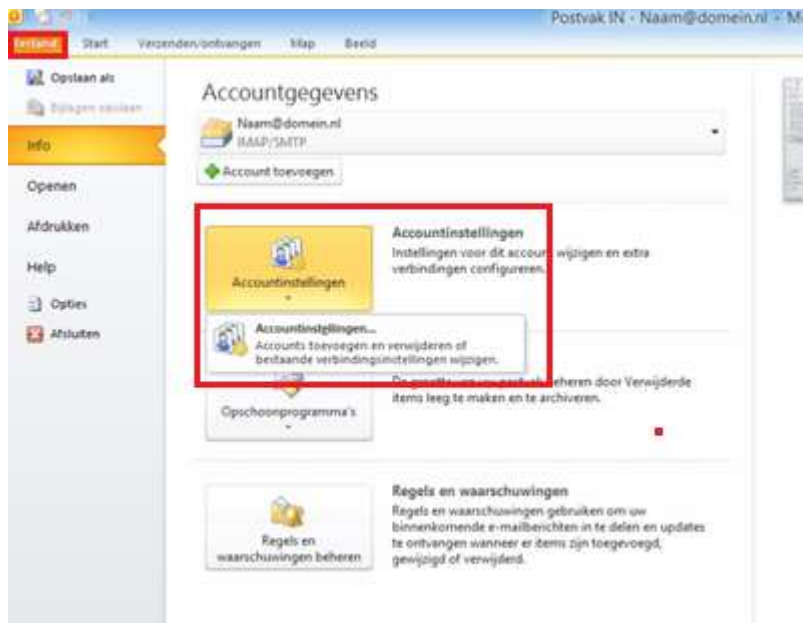 Postvak IN - Naam@domein.nl - M
Bestand Start Verzenden/ontvangen Map Beeld
Opslaan als
Bijlagen opslaan
Info
Openen
Afdrukken
Help
Opties
Afsluiten
Accountgegevens
Naam@domein.nl
IMAP/SMTP
Account toevoegen
Accountinstellingen
Accountinstellingen
Instellingen voor dit account wijzigen en extra
verbindingen configureren.
Accountinstellingen...
Accounts toevoegen en verwijderen of
bestaande verbindingsinstellingen wijzigen.
Opschoonprogramma's
beheren door Verwijderde
items leeg te maken en te archiveren.
Regels en
waarschuwingen beheren
Regels en waarschuwingen
Regels en waarschuwingen gebruiken om uw
binnenkomende e-mailberichten in te delen en updates
te ontvangen wanneer er items zijn toegevoegd,
gewijzigd of verwijderd.